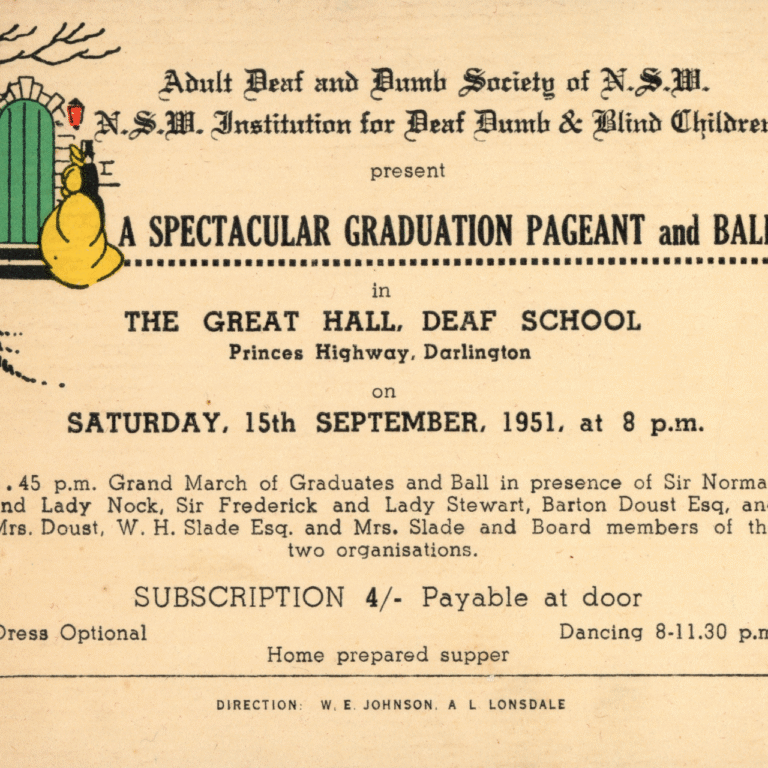 Adult Deaf and Dumb Society of N.S.W.
N.S.W. Institution for Deaf Dumb & Blind Children
present
A SPECTACULAR GRADUATION PAGEANT and BALL
in
THE GREAT HALL, DEAF SCHOOL
Princes Highway, Darlington
on
SATURDAY, 15th SEPTEMBER, 1951, at 8 p.m.
.45 p.m. Grand March of Graduates and Ball in presence of Sir Norma
nd Lady Nock, Sir Frederick and Lady Stewart, Barton Doust Esq, an
Mrs. Doust, W. H. Slade Esq. and Mrs. Slade and Board members of th
two organisations.
SUBSCRIPTION 4/- Payable at door
Dress Optional Dancing 8-11.30 p.m
Home prepared supper
DIRECTION: W. E. JOHNSON, A L LONSDALE